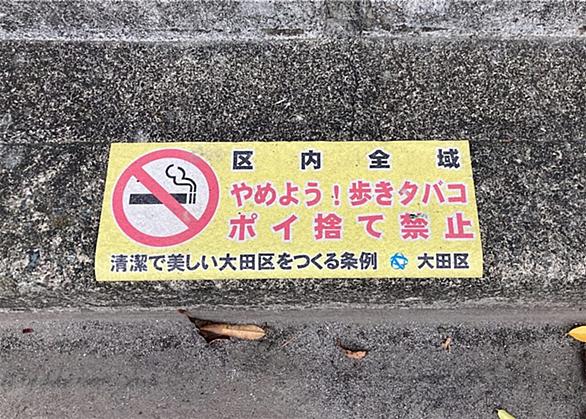 区内全域
やめよう！歩きタバコ
ポイ捨て禁止
清潔で美しい大田区をつくる条例 大田区